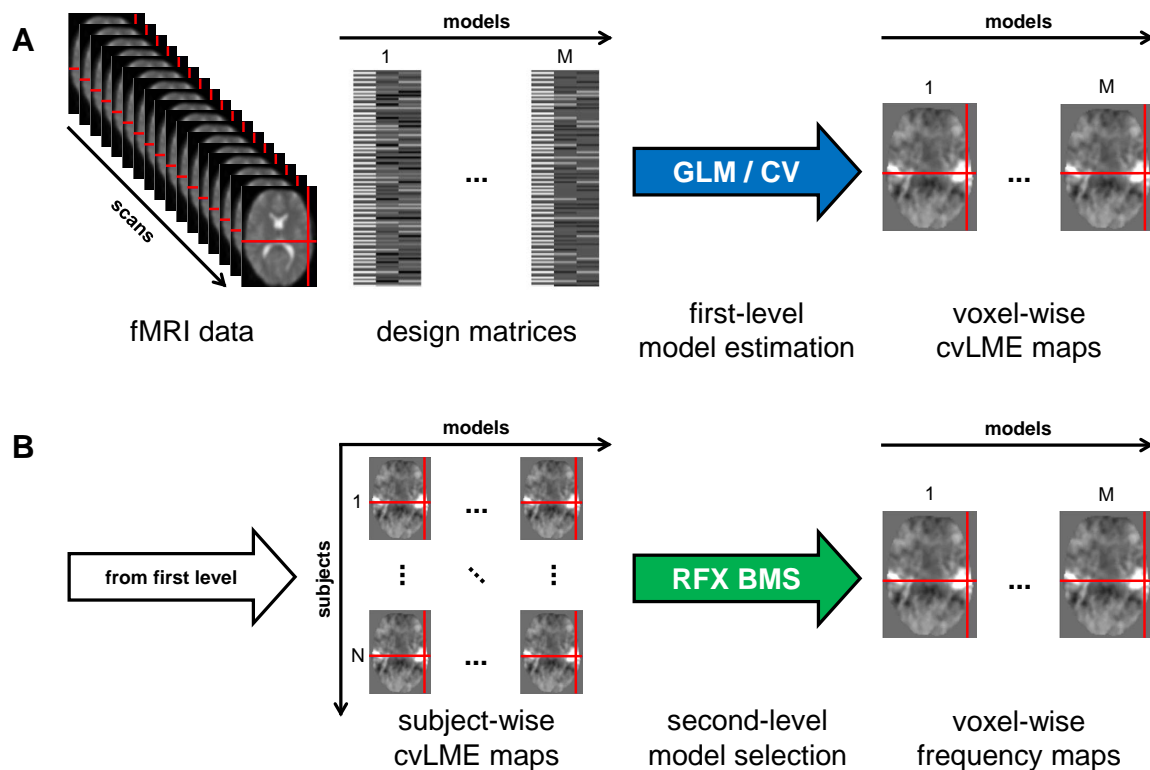 A
models
models
1
M
1
M
...
GLM / CV
...
scans
fMRI data
design matrices
first-level
model estimation
voxel-wise
cvLME maps
B
models
models
1
M
subjects
1
...
...
from first level
RFX BMS
N
...
subject-wise
cvLME maps
second-level
model selection
voxel-wise
frequency maps